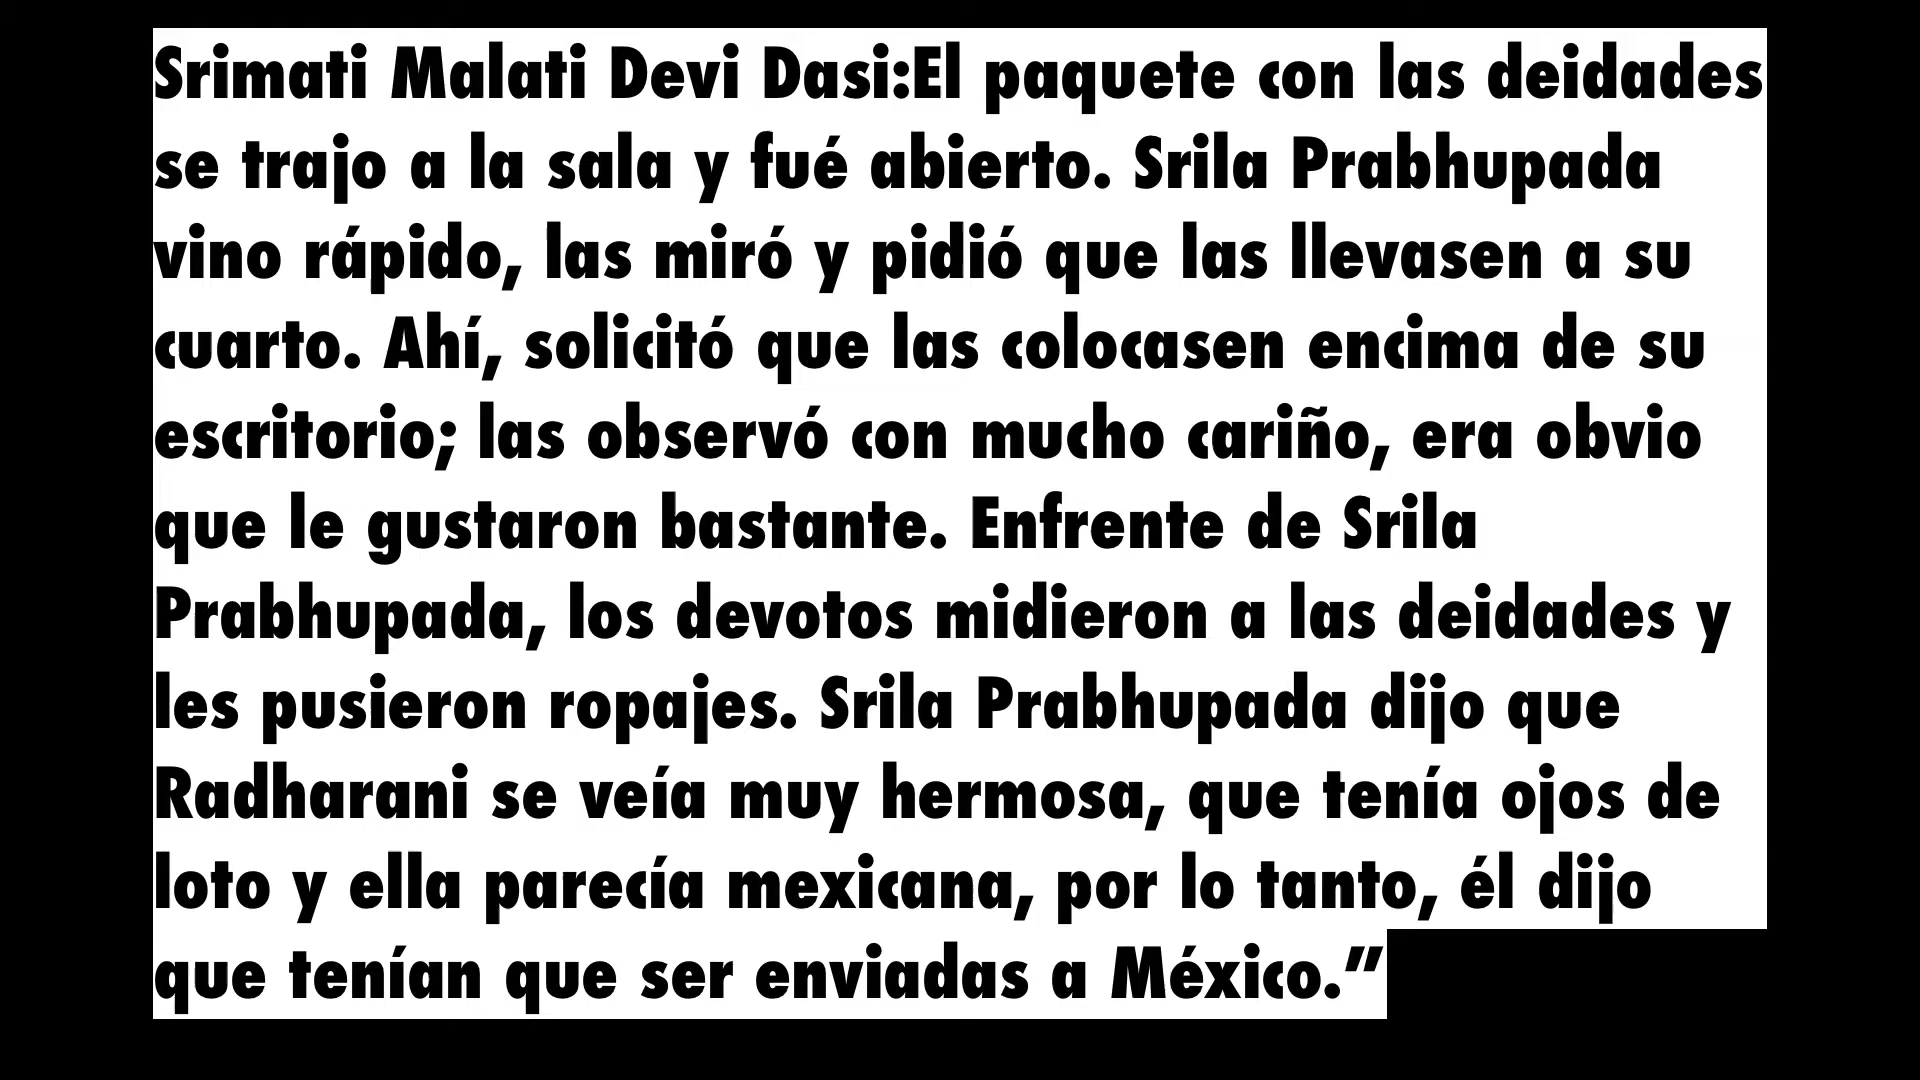 Srimati Malati Devi Dasi:El paquete con las deidades
se trajo a la sala y fué abierto. Srila Prabhupada
vino rápido, las miró y pidió que las llevasen a su
cuarto. Ahí, solicitó que las colocasen encima de su
escritorio; las observó con mucho cariño, era obvio
que le gustaron bastante. Enfrente de Srila
Prabhupada, los devotos midieron a las deidades y
les pusieron ropajes. Srila Prabhupada dijo que
Radharani se veía muy hermosa, que tenía ojos de
loto y ella parecía mexicana, por lo tanto, él dijo
que tenían que ser enviadas a México.”